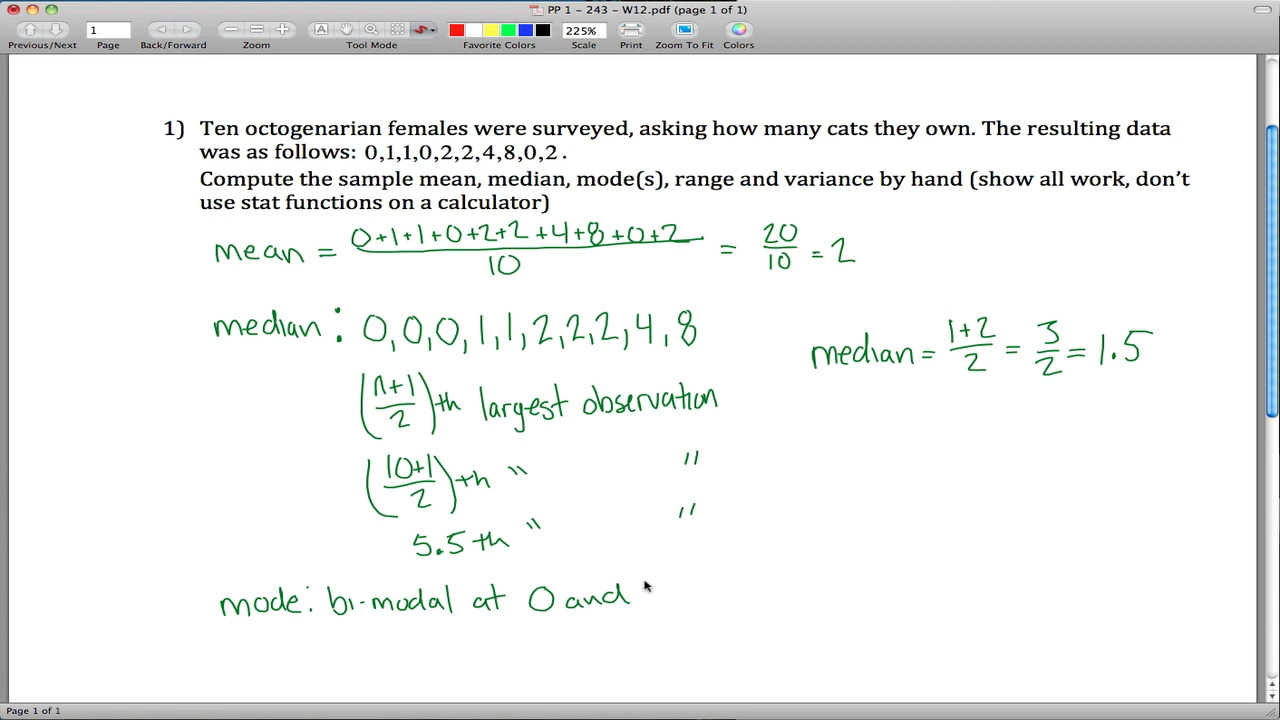 PP 1 – 243 – W12.pdf (page 1 of 1)
1
225%
Previous/Next Page Back/Forward Zoom Tool Mode Favorite Colors Scale Print Zoom To Fit Colors
1) Ten octogenarian females were surveyed, asking how many cats they own. The resulting data
was as follows: 0,1,1,0,2,2,4,8,0,2.
Compute the sample mean, median, mode(s), range and variance by hand (show all work, don't
use stat functions on a calculator)
mean = (0+1+1+0+2+2+4+8+0+2)/10 = 20/10 = 2
median: 0,0,0,1,1,2,2,2,4,8
median = (1+2)/2 = 3/2 = 1.5
((n+1)/2)th largest observation
((10+1)/2)th " "
5.5th " "
mode: bi-modal at 0 and
Page 1 of 1